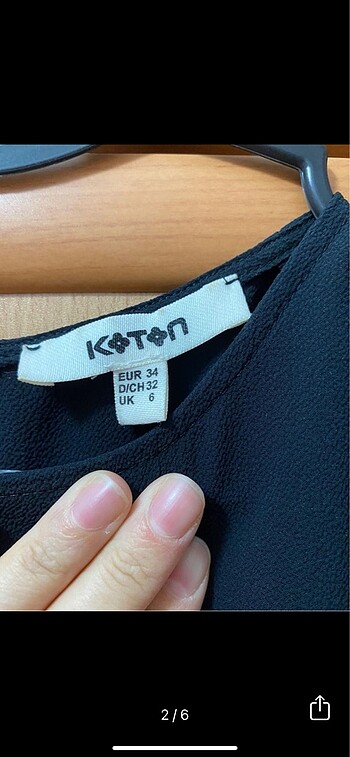 KOTON
EUR 34
D/CH 32
UK 6
2/6